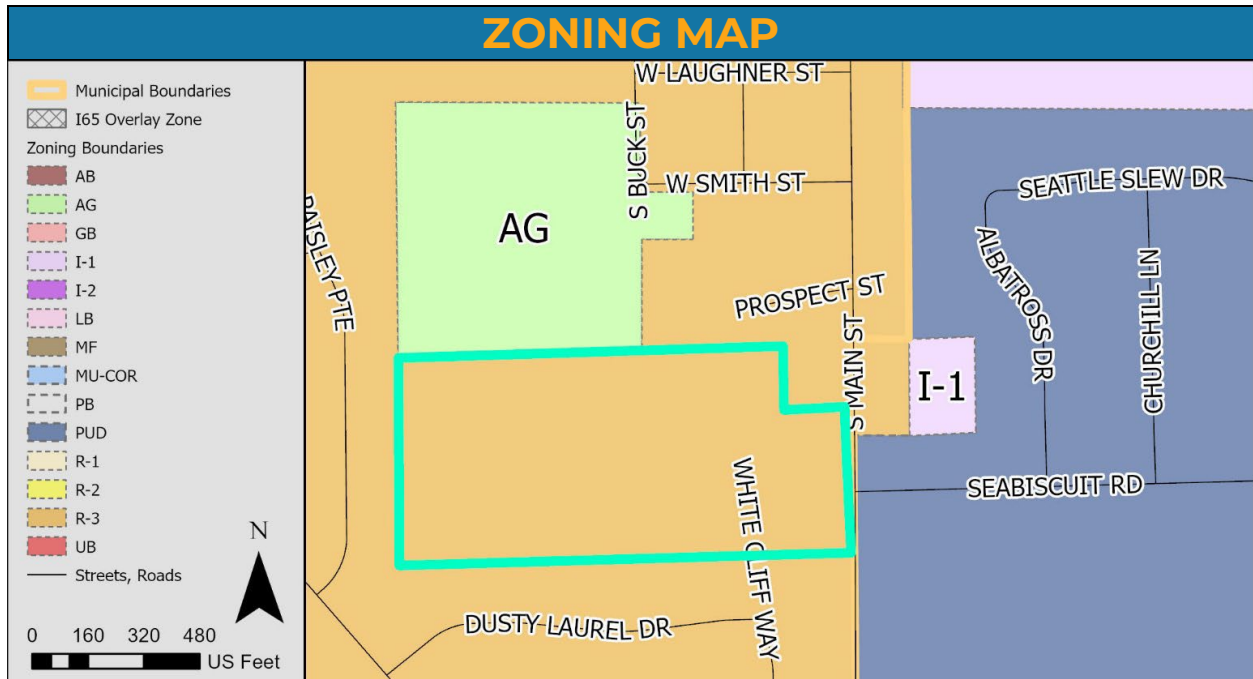 ZONING MAP
Municipal Boundaries
I65 Overlay Zone
Zoning Boundaries
AB
AG
GB
I-1
I-2
LB
MF
MU-COR
PB
PUD
R-1
R-2
R-3
UB
Streets, Roads
N
0 160 320 480
US Feet
W LAUGHNER ST
S BUCK ST
W SMITH ST
AG
PAISLEY PTE
PROSPECT ST
S MAIN ST
I-1
SEATTLE SLEW DR
ALBATROSS DR
CHURCHILL LN
SEABISCUIT RD
WHITE CLIFF WAY
DUSTY LAUREL DR